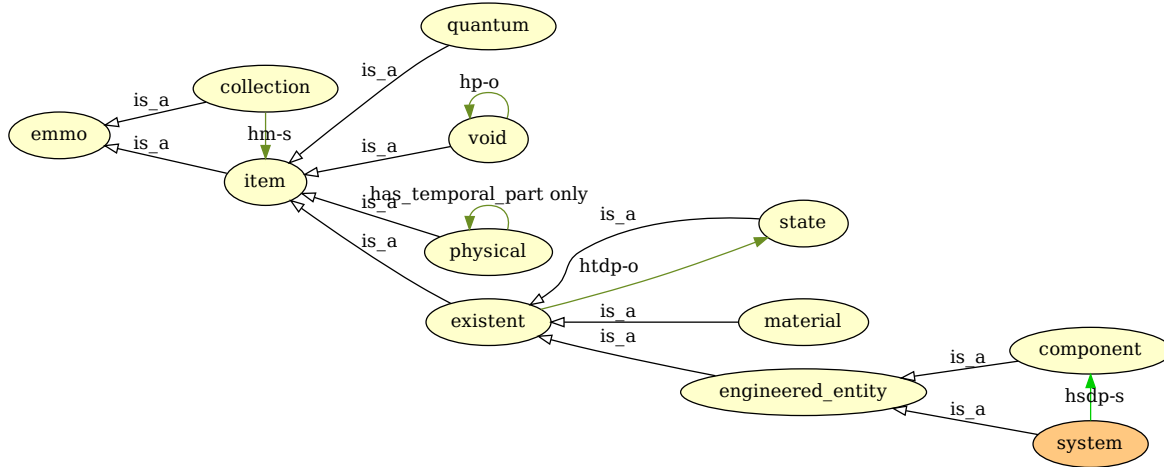 quantum
is_a
hp-o
collection
is_a
void
emmo
hm-s
is_a
is_a
item
has_temporal_part only
is_a
is_a
state
physical
is_a
htdp-o
existent
is_a
material
is_a
component
is_a
engineered_entity
hsdp-s
is_a
system